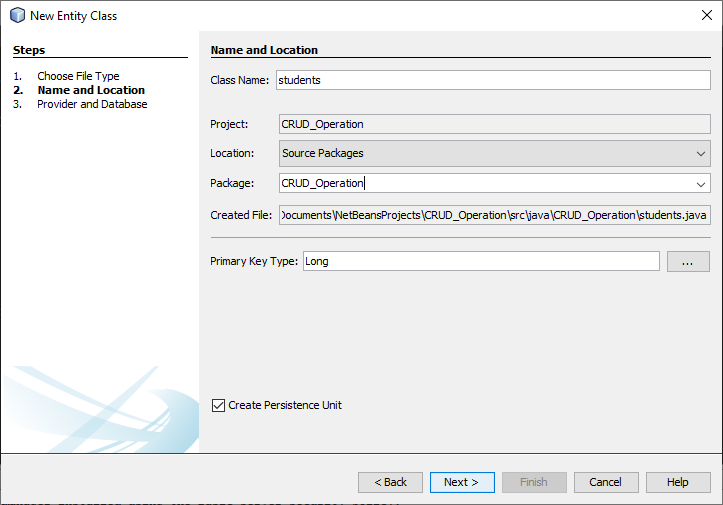 New Entity Class
Steps
1. Choose File Type
2. Name and Location
3. Provider and Database
Name and Location
Class Name: students
Project: CRUD_Operation
Location: Source Packages
Package: CRUD_Operation
Created File: Documents\NetBeansProjects\CRUD_Operation\src\java\CRUD_Operation\students.java
Primary Key Type: Long ...
Create Persistence Unit
< Back Next > Finish Cancel Help